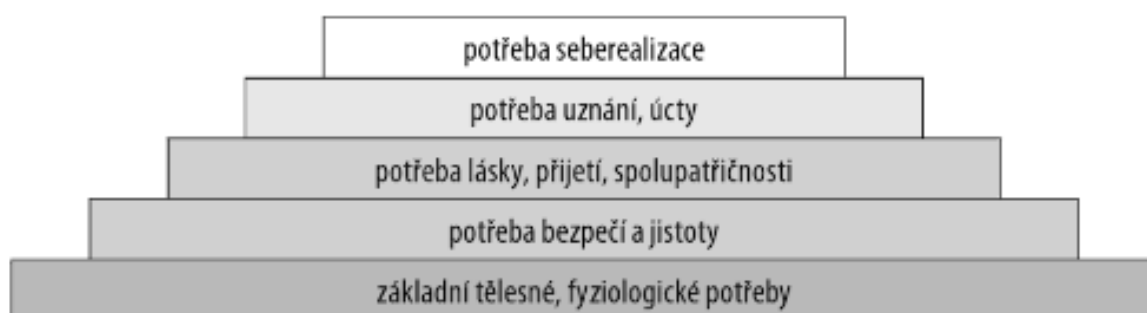 potřeba seberealizace
potřeba uznání, úcty
potřeba lásky, přijetí, spolupatřičnosti
potřeba bezpečí a jistoty
základní tělesné, fyziologické potřeby